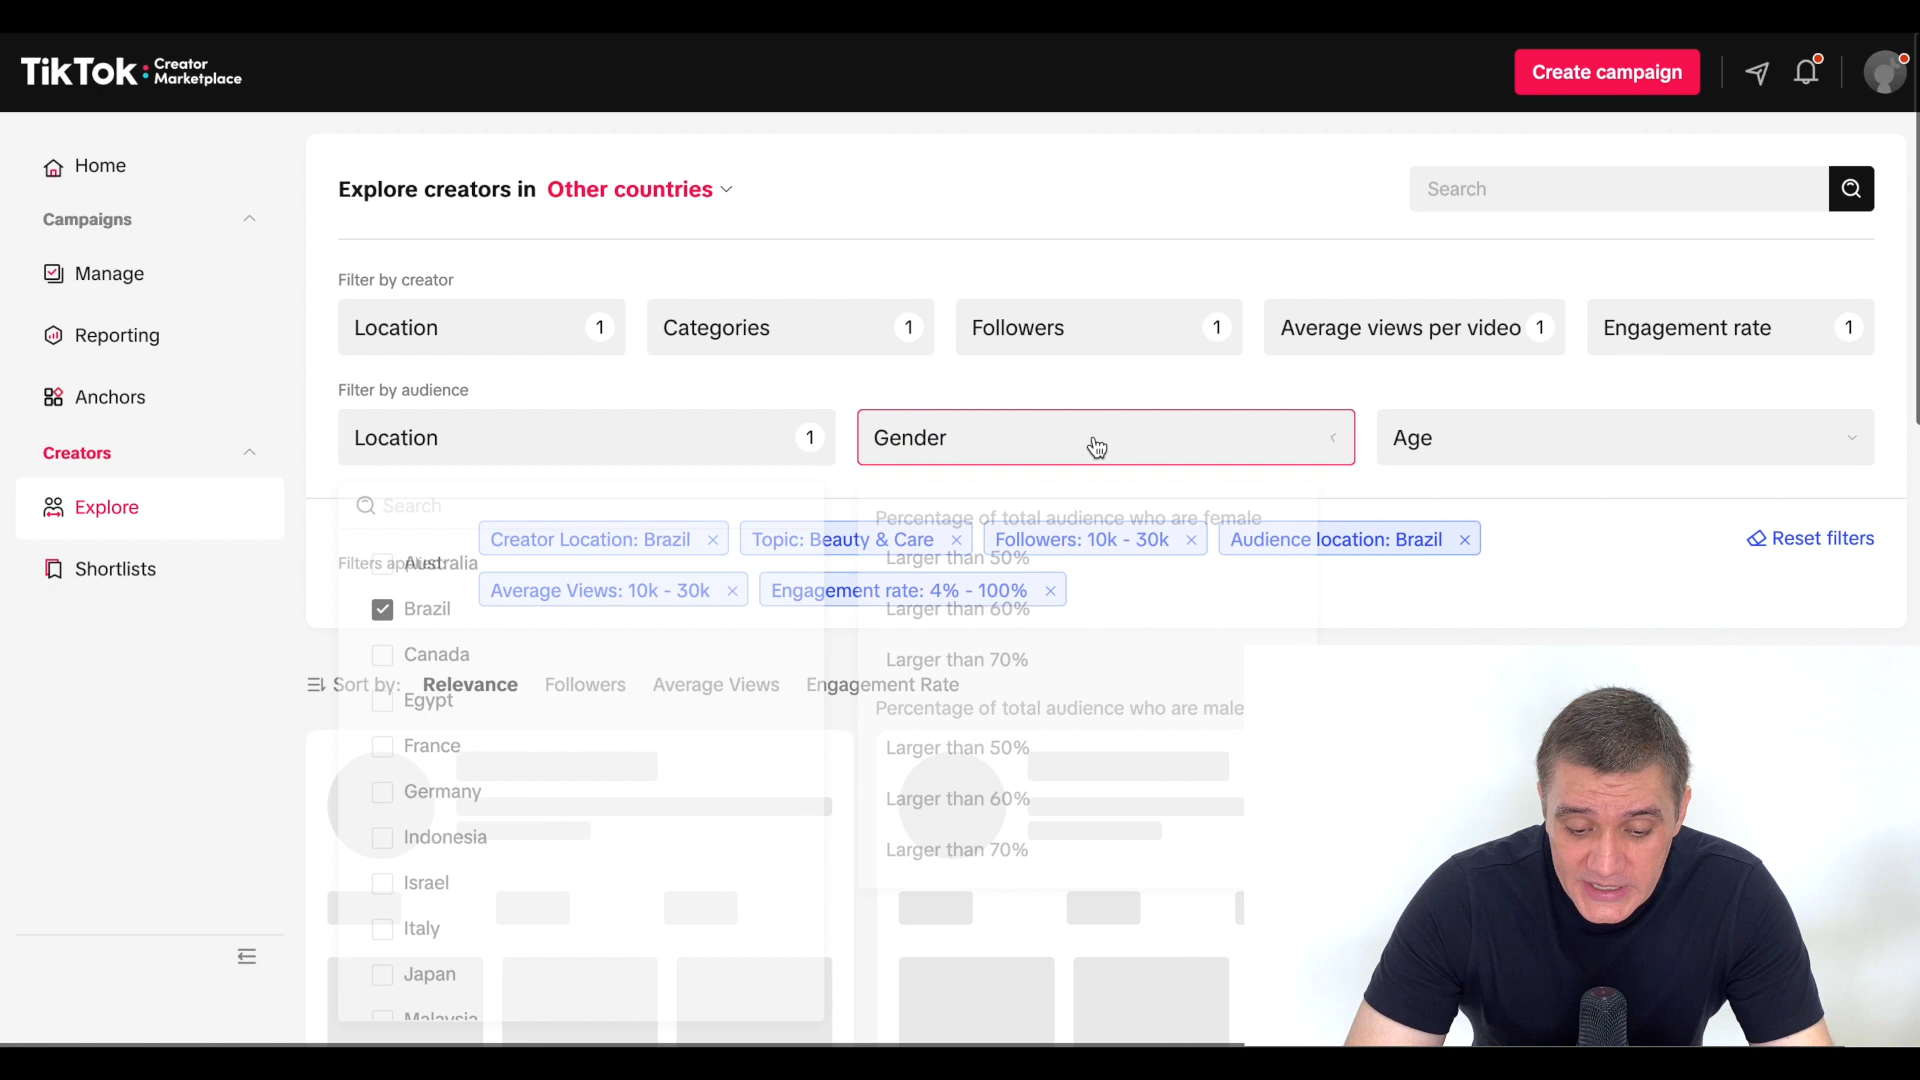 TikTok: Creator Marketplace
Create campaign
Home
Campaigns
Manage
Reporting
Anchors
Creators
Explore
Shortlists
Explore creators in Other countries
Search
Filter by creator
Location 1
Categories 1
Followers 1
Average views per video 1
Engagement rate 1
Filter by audience
Location 1
Gender
Age
Search
Percentage of total audience who are female
Creator Location: Brazil
Topic: Beauty & Care
Followers: 10k - 30k
Audience location: Brazil
Reset filters
Larger than 50%
Filters applied:
Australia
Average Views: 10k - 30k
Engagement rate: 4% - 100%
Brazil
Larger than 60%
Canada
Larger than 70%
Sort by:
Relevance
Followers
Average Views
Engagement Rate
Egypt
Percentage of total audience who are male
France
Larger than 50%
Germany
Larger than 60%
Indonesia
Larger than 70%
Israel
Italy
Japan
Malaysia